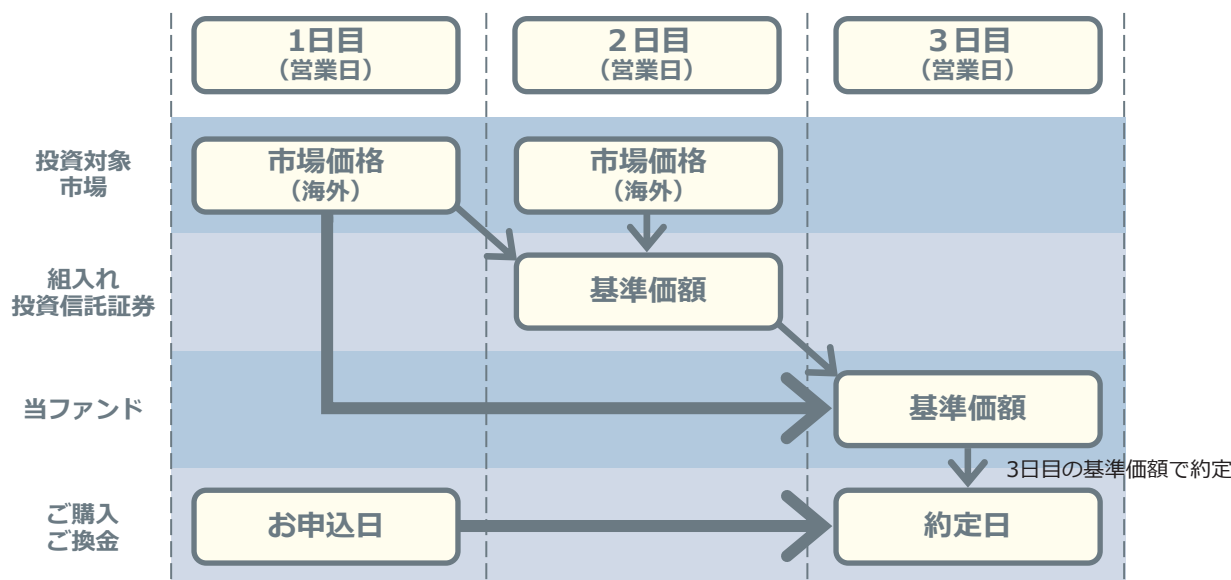 1日目
(営業日)
2日目
(営業日)
3日目
(営業日)
投資対象
市場
市場価格
(海外)
市場価格
(海外)
組入れ
投資信託証券
基準価額
当ファンド
基準価額
3日目の基準価額で約定
ご購入
ご換金
お申込日
約定日